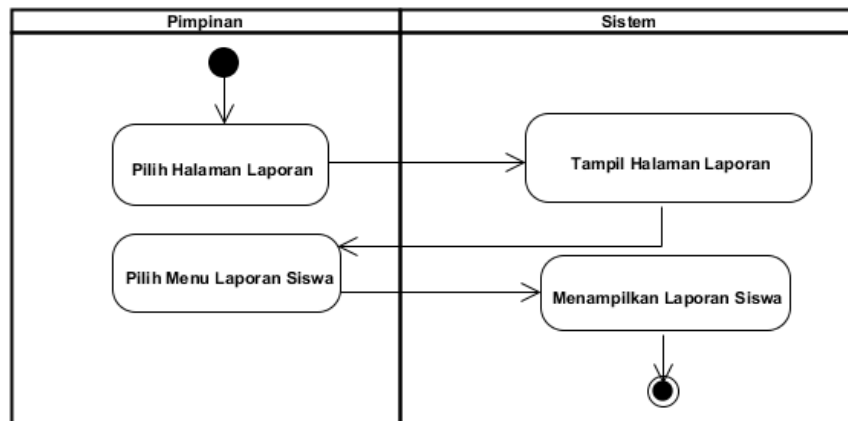 Pimpinan
Sistem
Pilih Halaman Laporan
Tampil Halaman Laporan
Pilih Menu Laporan Siswa
Menampilkan Laporan Siswa